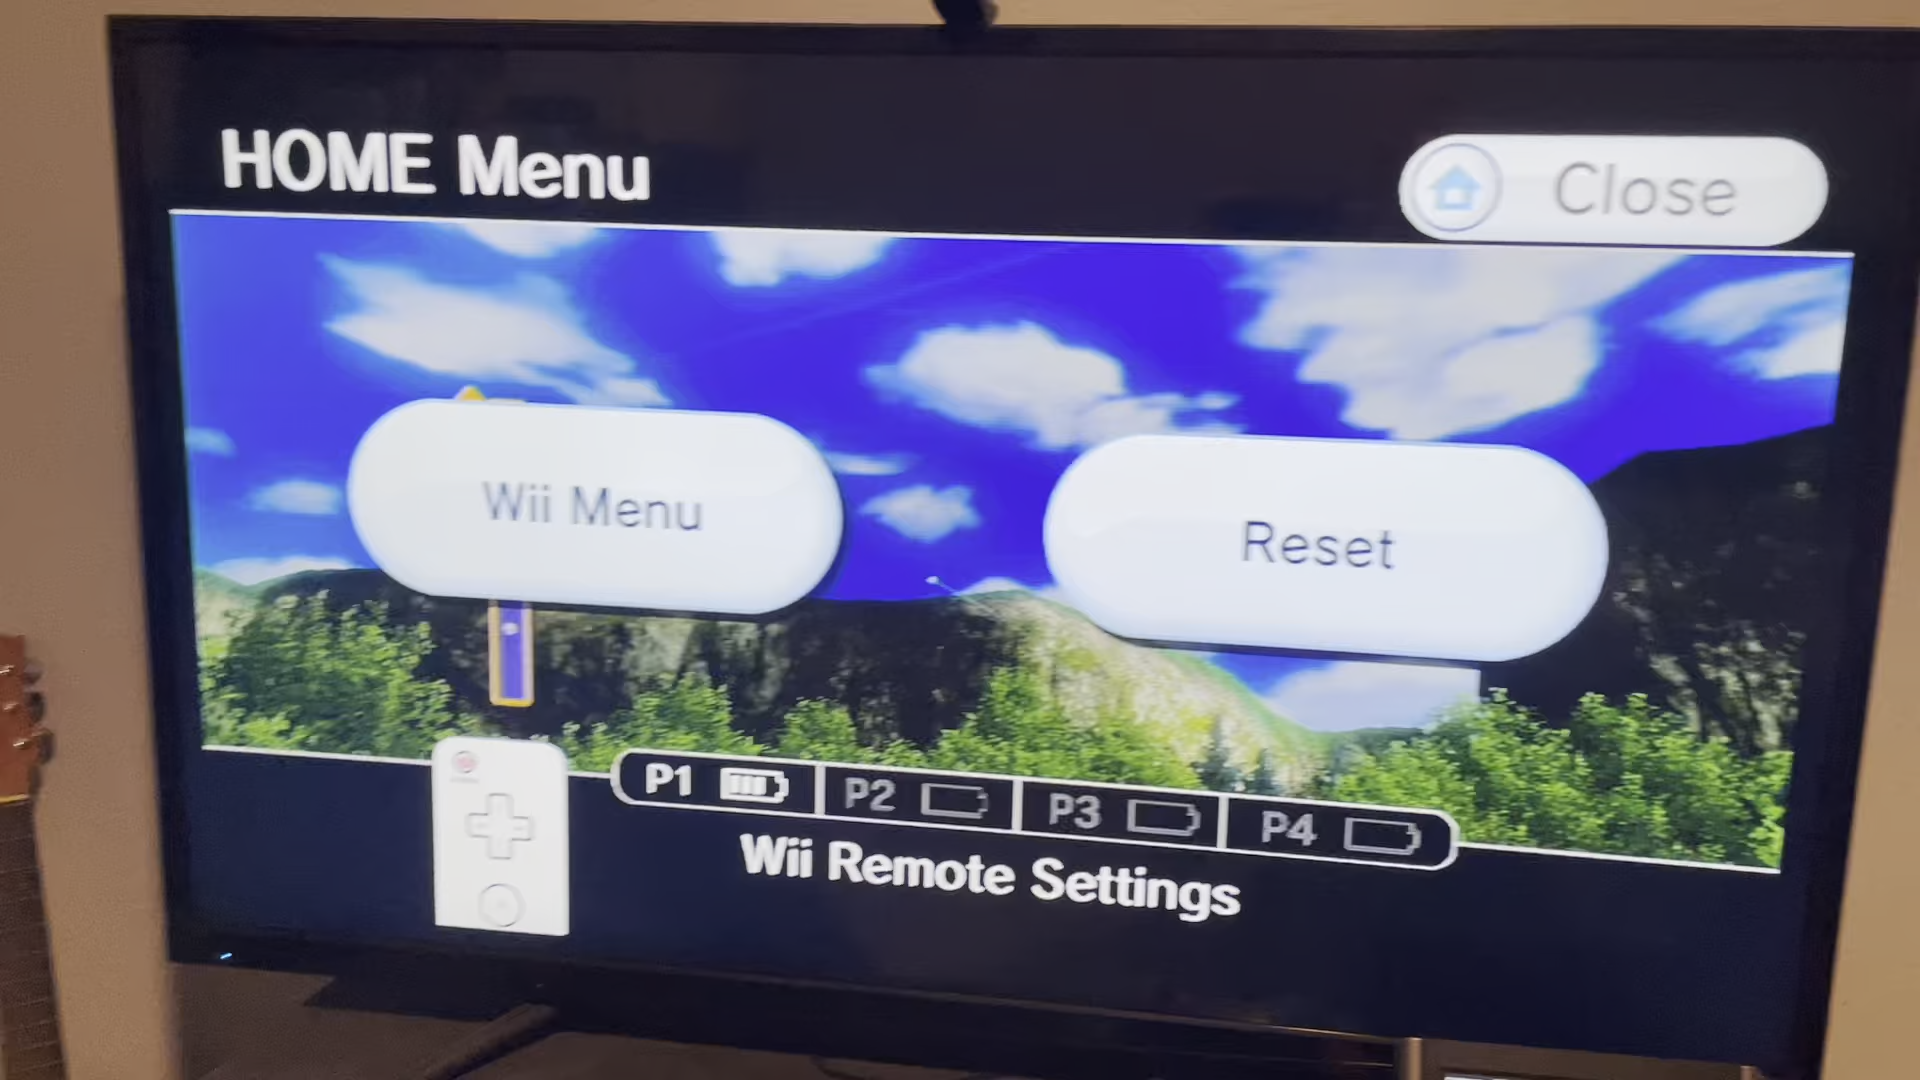 HOME Menu
Close
Wii Menu
Reset
P1 P2 P3 P4
Wii Remote Settings